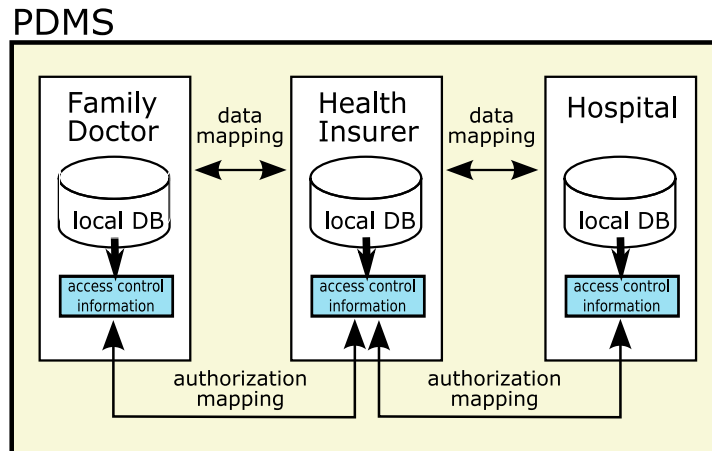 PDMS
Family
Doctor
data
mapping
Health
Insurer
data
mapping
Hospital
local DB
local DB
local DB
access control
information
access control
information
access control
information
authorization
mapping
authorization
mapping